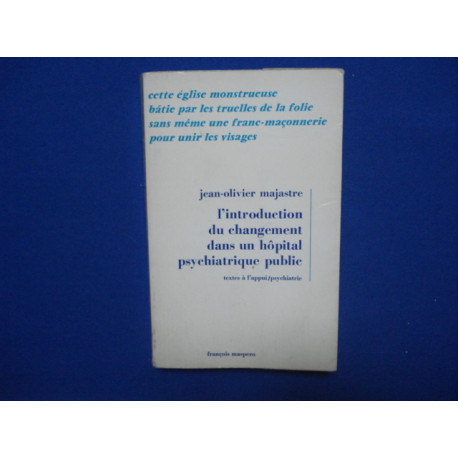 cette église monstrueuse
bâtie par les truelles de la folie
sans même une franc-maçonnerie
pour unir les visages
jean-olivier majastre
l'introduction
du changement
dans un hôpital
psychiatrique public
textes à l'appui/psychiatrie
françois maspero